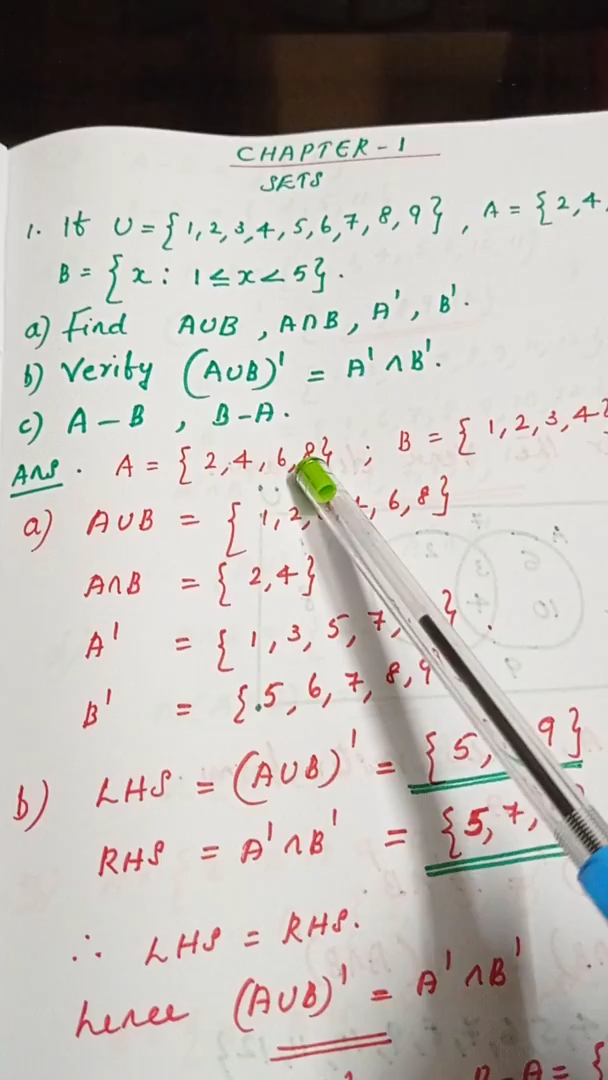 CHAPTER-1
SETS
1. If U = {1,2,3,4,5,6,7,8,9}, A = {2,4,
B = {x: 1≤x<5}.
a) Find A∪B, A∩B, A', B'.
b) Verify (A∪B)' = A'∩B'.
c) A-B, B-A.
Ans. A = {2,4,6,8}; B = {1,2,3,4}
a) A∪B = {1,2, 6,8}
A∩B = {2,4}
A' = {1,3,5,7, }.
B' = {5,6,7,8,9
b) LHS = (A∪B)' = {5, 9}
RHS = A'∩B' = {5,7, }
∴ LHS = RHS.
hence (A∪B)' = A'∩B'
B-A = {